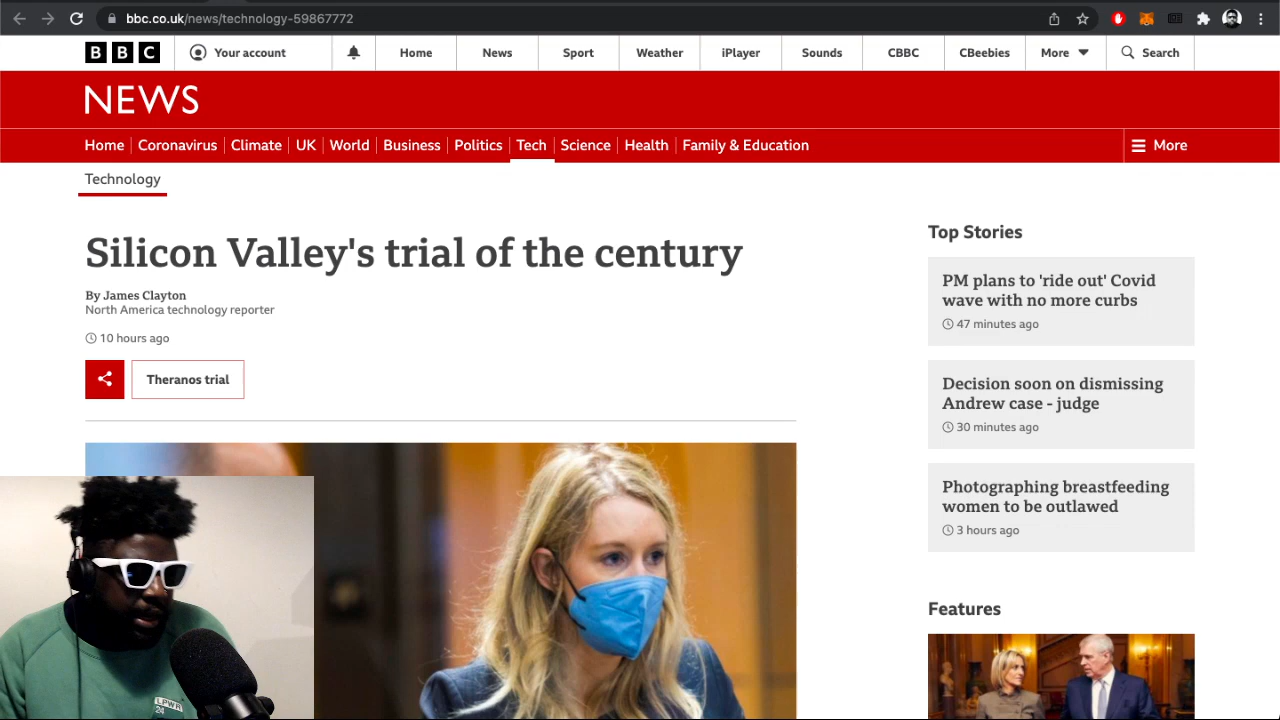 bbc.co.uk/news/technology-59867772
BBC
Your account
Home
News
Sport
Weather
iPlayer
Sounds
CBBC
CBeebies
More
Search
NEWS
Home
Coronavirus
Climate
UK
World
Business
Politics
Tech
Science
Health
Family & Education
More
Technology
Silicon Valley's trial of the century
By James Clayton
North America technology reporter
10 hours ago
Theranos trial
Top Stories
PM plans to 'ride out' Covid
wave with no more curbs
47 minutes ago
Decision soon on dismissing
Andrew case - judge
30 minutes ago
Photographing breastfeeding
women to be outlawed
3 hours ago
Features
LPWR
24